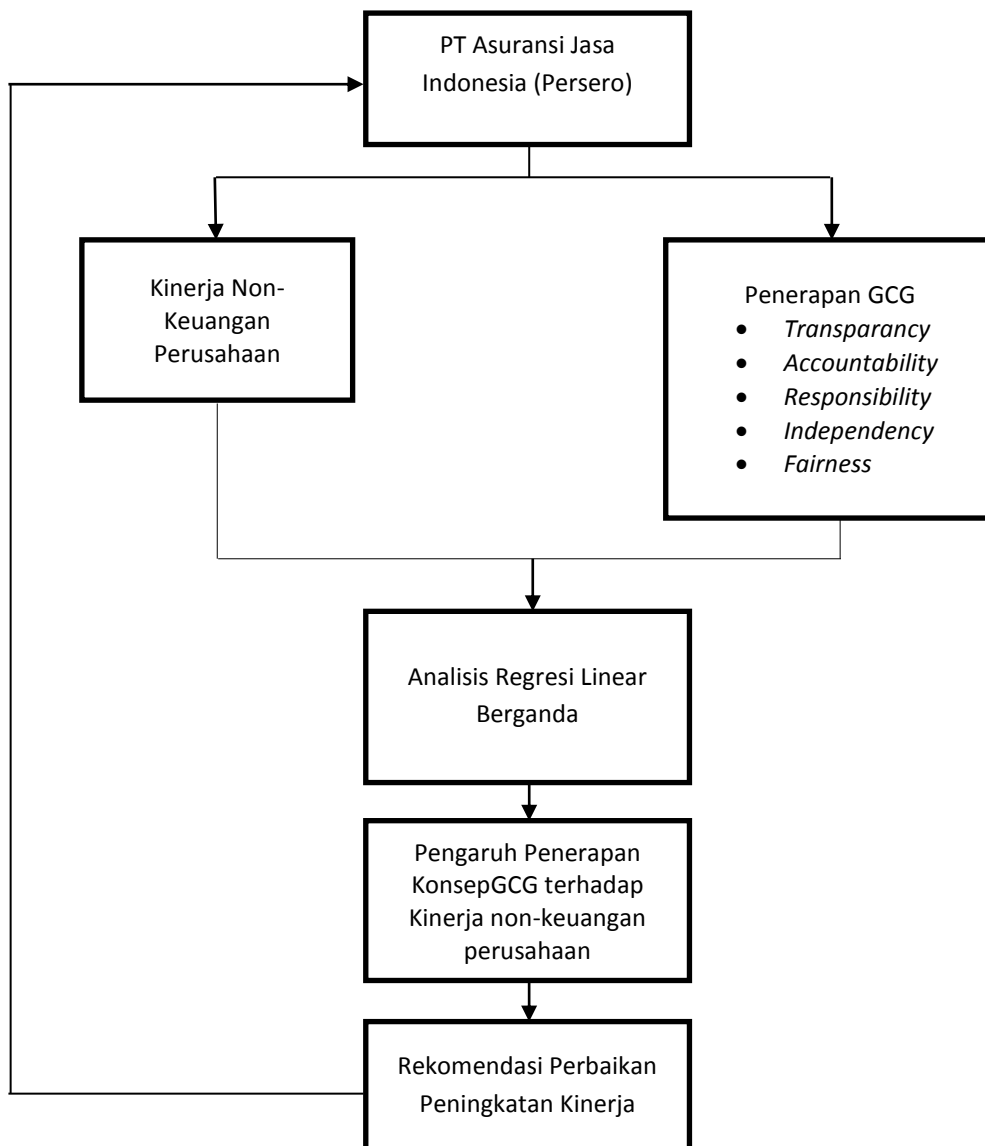 PT Asuransi Jasa
Indonesia (Persero)
Kinerja Non-
Keuangan
Perusahaan
Penerapan GCG
• Transparancy
• Accountability
• Responsibility
• Independency
• Fairness
Analisis Regresi Linear
Berganda
Pengaruh Penerapan
KonsepGCG terhadap
Kinerja non-keuangan
perusahaan
Rekomendasi Perbaikan
Peningkatan Kinerja